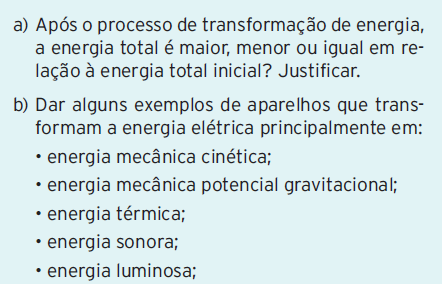 a) Após o processo de transformação de energia,
a energia total é maior, menor ou igual em re-
lação à energia total inicial? Justificar.
b) Dar alguns exemplos de aparelhos que trans-
formam a energia elétrica principalmente em:
• energia mecânica cinética;
• energia mecânica potencial gravitacional;
• energia térmica;
• energia sonora;
• energia luminosa;